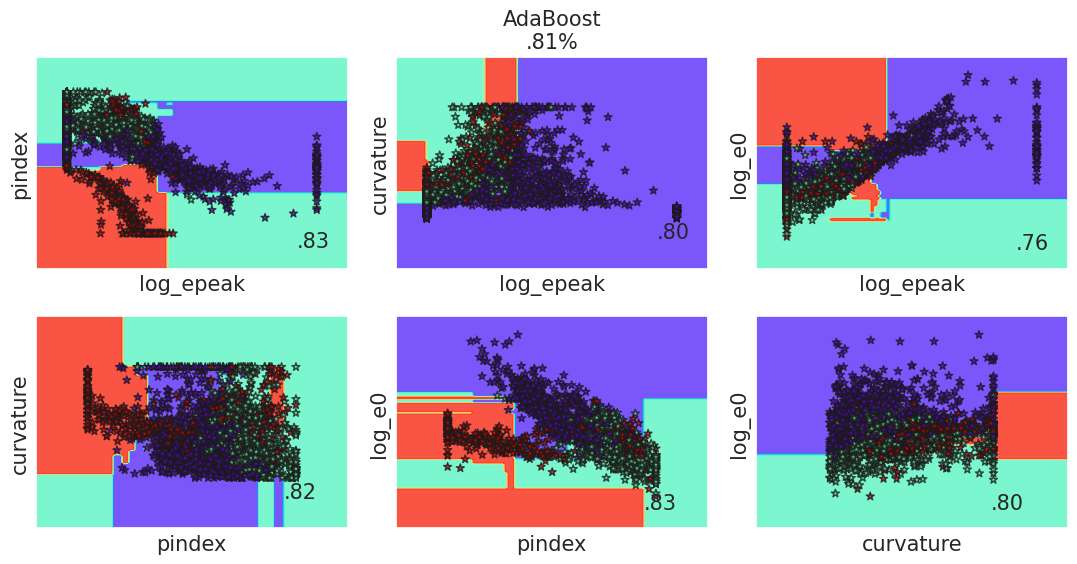 AdaBoost
.81%
pindex
.83
log_epeak
curvature
.80
log_epeak
log_e0
.76
log_epeak
curvature
.82
pindex
log_e0
.83
pindex
log_e0
.80
curvature